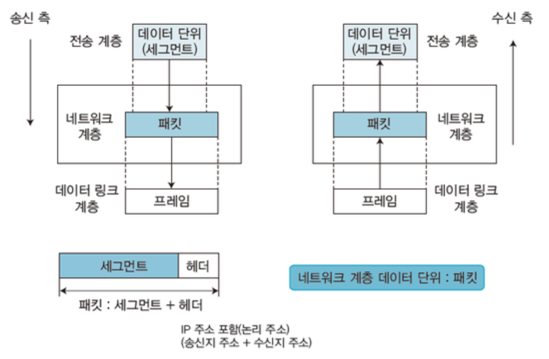 송신 측
수신 측
전송 계층
데이터 단위
(세그먼트)
데이터 단위
(세그먼트)
전송 계층
네트워크
계층
패킷
패킷
네트워크
계층
데이터 링크
계층
프레임
프레임
데이터 링크
계층
세그먼트
헤더
패킷 : 세그먼트 + 헤더
네트워크 계층 데이터 단위 : 패킷
IP 주소 포함(논리 주소)
(송신지 주소 + 수신지 주소)